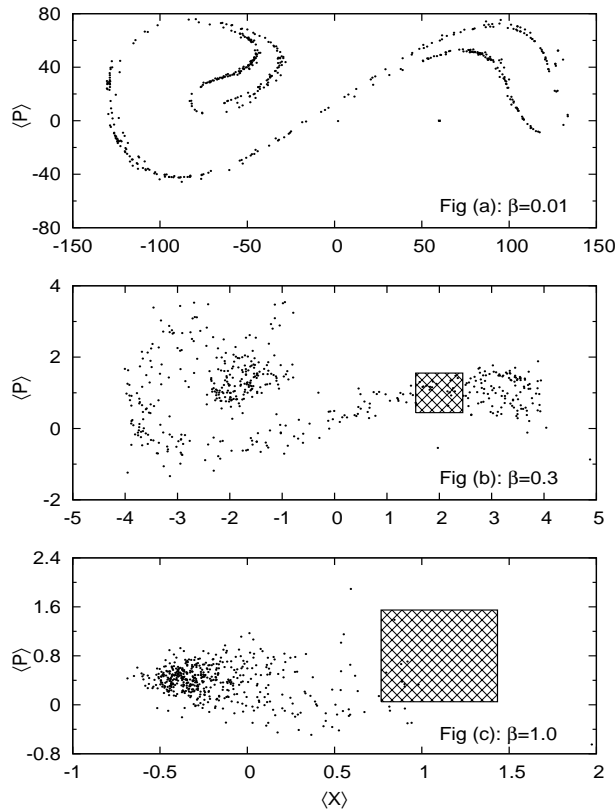 80
40
0
-40
80
⟨P⟩
Fig (a): β=0.01
-150 -100 -50 0 50 100 150
4
2
0
-2
⟨P⟩
Fig (b): β=0.3
-5 -4 -3 -2 -1 0 1 2 3 4 5
2.4
1.6
0.8
0
-0.8
⟨P⟩
Fig (c): β=1.0
-1 -0.5 0 0.5 1 1.5 2
⟨X⟩